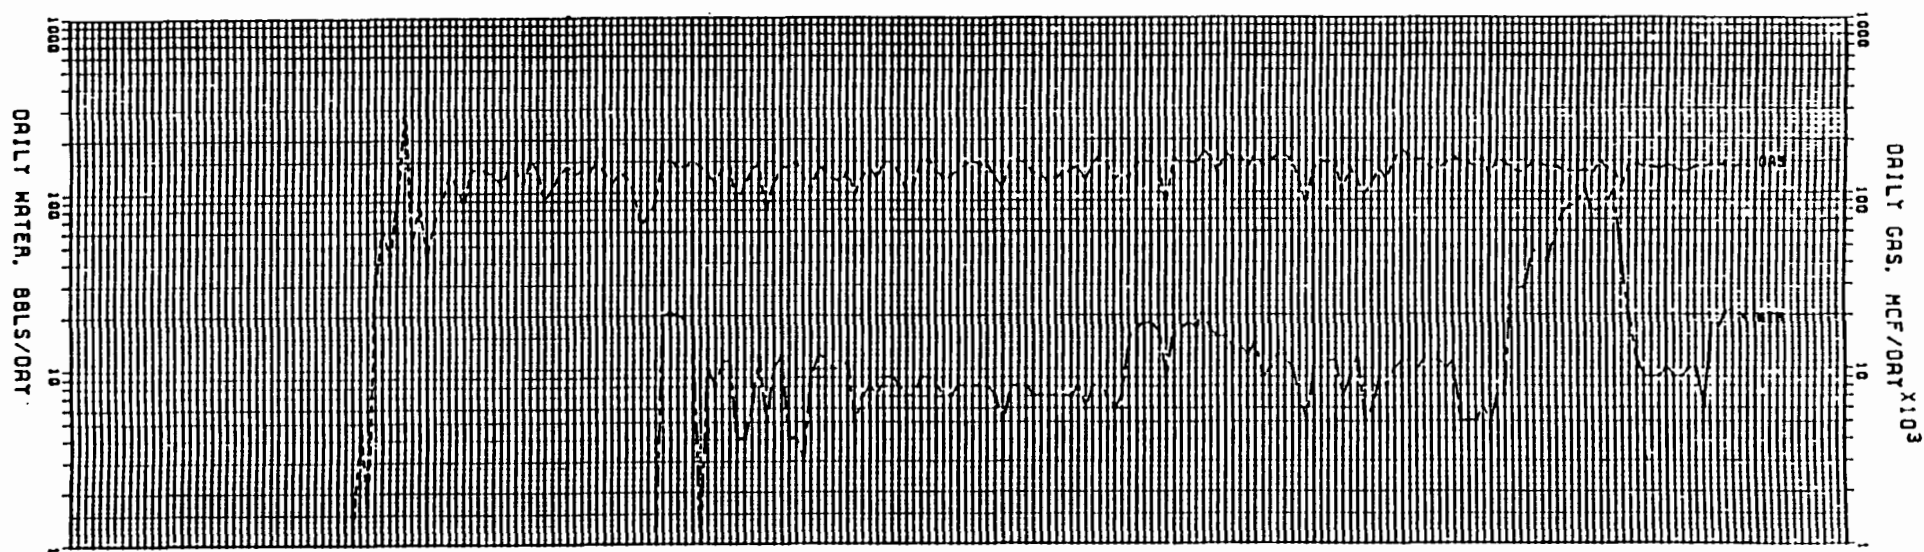 DAILY WATER, BBLS/DAY
1000
100
10
1
GAS
WTR
1000
100
10
1
DAILY GAS, MCF/DAY X10³